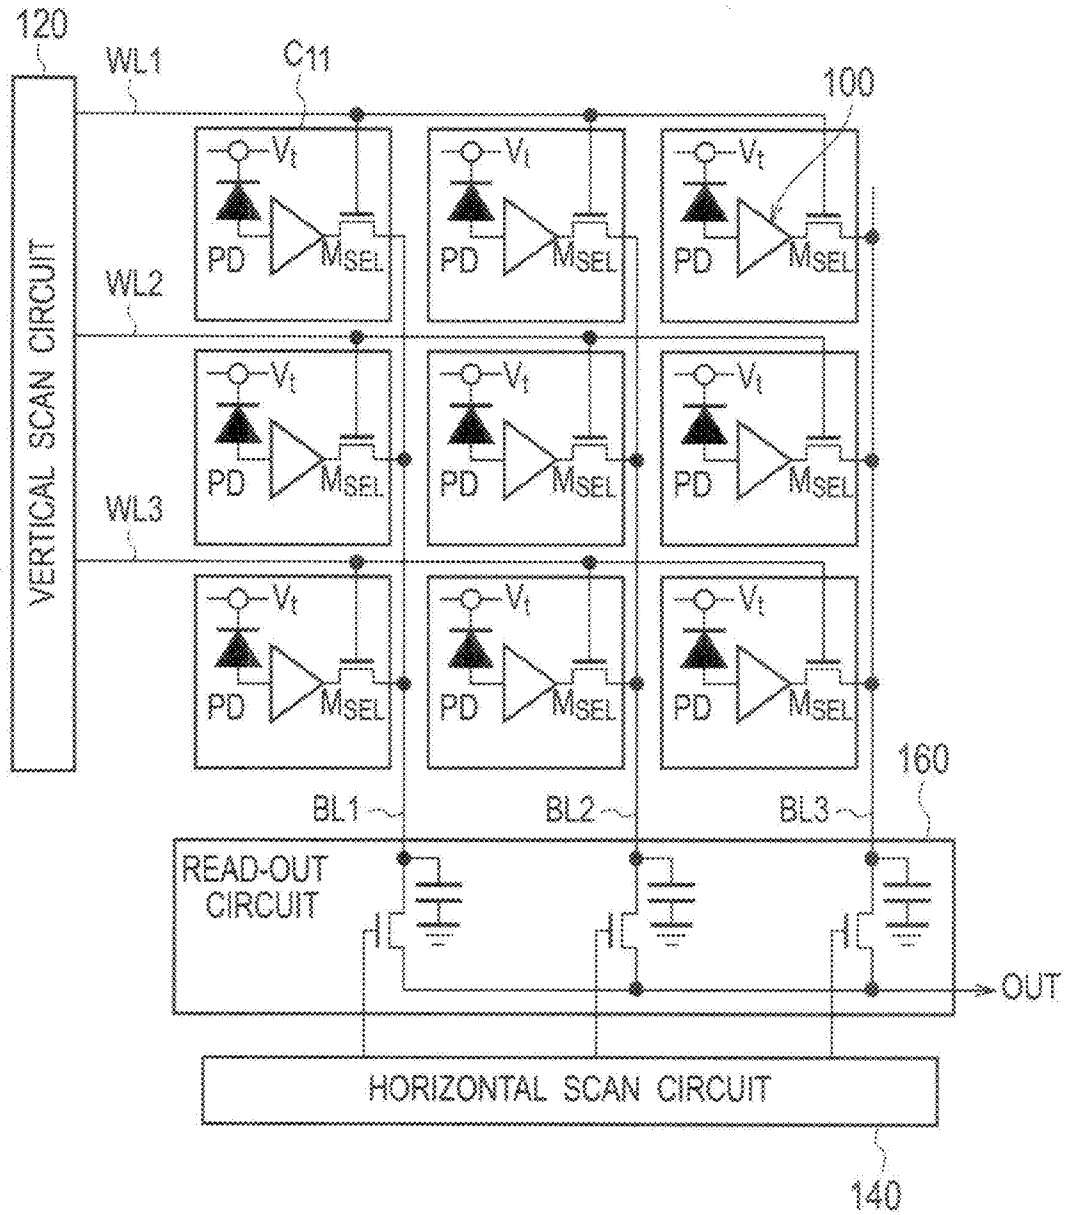 120
WL1
C11
100
Vt
Vt
Vt
PD
MSEL
PD
MSEL
PD
MSEL
VERTICAL SCAN CIRCUIT
WL2
Vt
Vt
Vt
PD
MSEL
PD
MSEL
PD
MSEL
WL3
Vt
Vt
Vt
PD
MSEL
PD
MSEL
PD
MSEL
160
BL1
BL2
BL3
READ-OUT
CIRCUIT
OUT
HORIZONTAL SCAN CIRCUIT
140